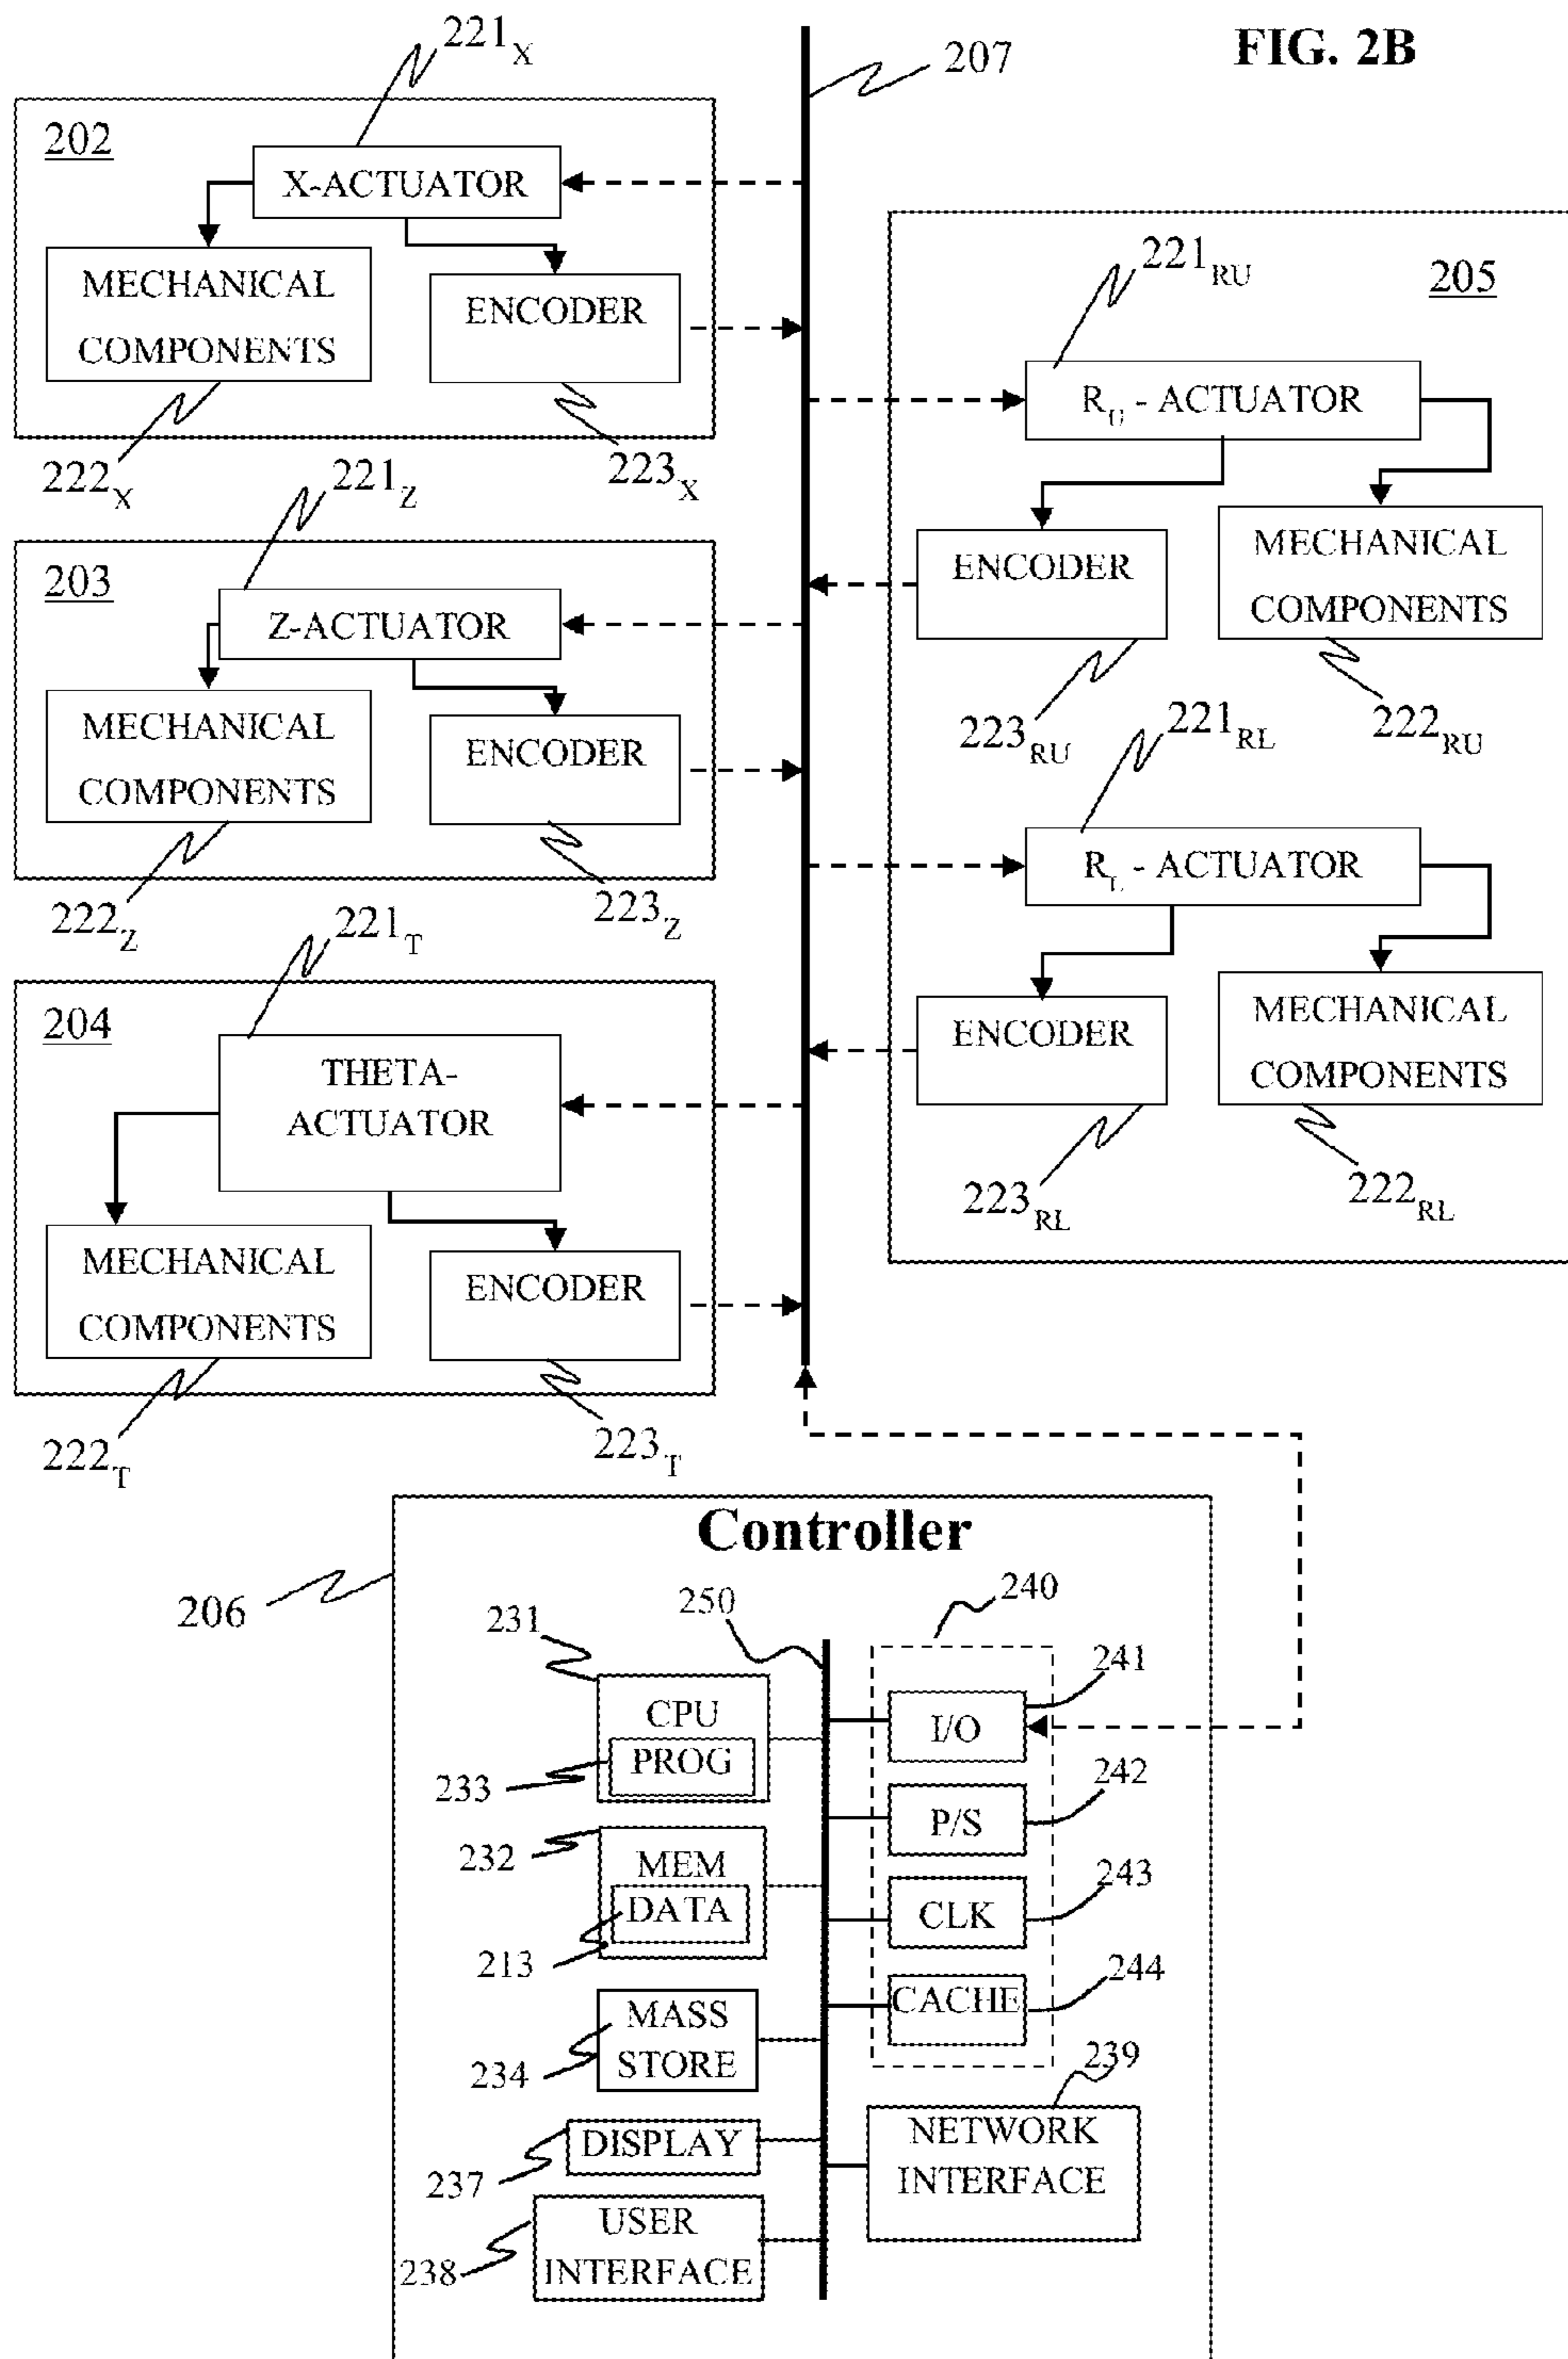 FIG. 2B
207
221X
202
X-ACTUATOR
MECHANICAL
COMPONENTS
ENCODER
222X
223X
221Z
203
Z-ACTUATOR
MECHANICAL
COMPONENTS
ENCODER
222Z
223Z
221T
204
THETA-
ACTUATOR
MECHANICAL
COMPONENTS
ENCODER
222T
223T
205
221RU
RU - ACTUATOR
ENCODER
MECHANICAL
COMPONENTS
223RU
222RU
221RL
RL - ACTUATOR
ENCODER
MECHANICAL
COMPONENTS
223RL
222RL
Controller
206
231
250
240
CPU
PROG
233
232
MEM
DATA
213
MASS
STORE
234
DISPLAY
237
USER
INTERFACE
238
241
I/O
242
P/S
243
CLK
244
CACHE
239
NETWORK
INTERFACE